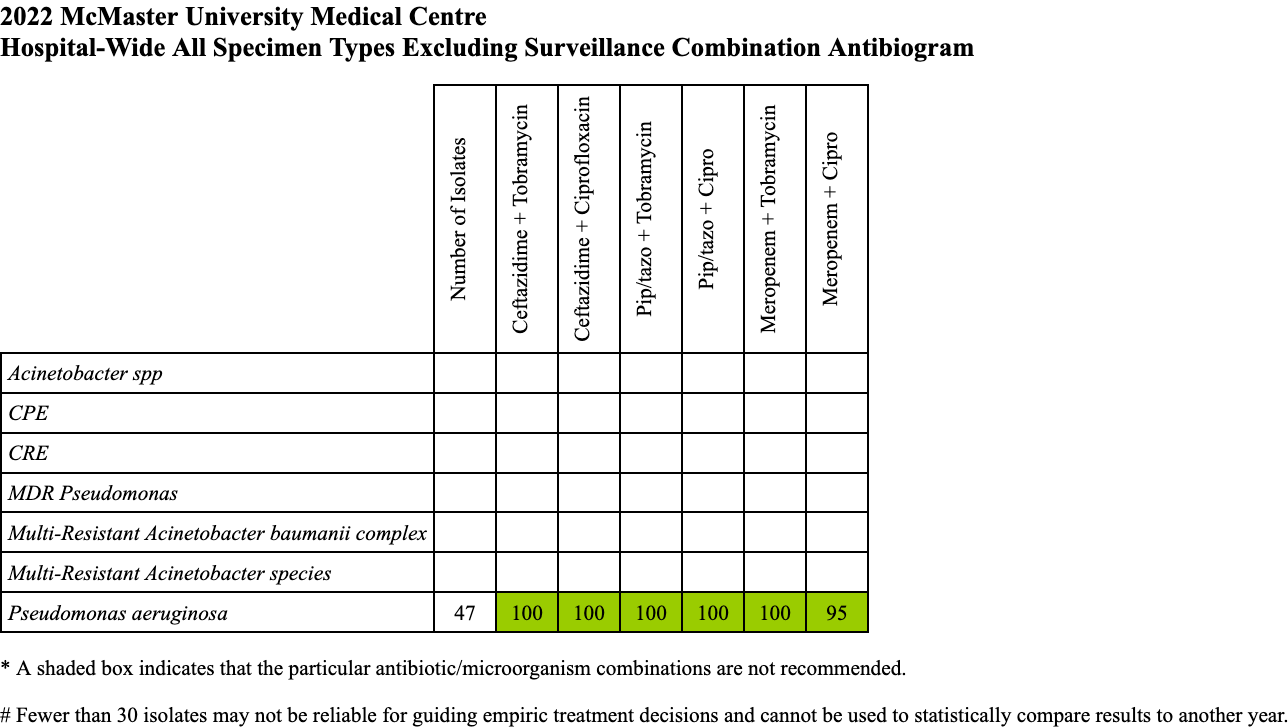 2022 McMaster University Medical Centre
Hospital-Wide All Specimen Types Excluding Surveillance Combination Antibiogram
Number of Isolates
Ceftazidime + Tobramycin
Ceftazidime + Ciprofloxacin
Pip/tazo + Tobramycin
Pip/tazo + Cipro
Meropenem + Tobramycin
Meropenem + Cipro
Acinetobacter spp
CPE
CRE
MDR Pseudomonas
Multi-Resistant Acinetobacter baumanii complex
Multi-Resistant Acinetobacter species
Pseudomonas aeruginosa 47 100 100 100 100 100 95
* A shaded box indicates that the particular antibiotic/microorganism combinations are not recommended.
# Fewer than 30 isolates may not be reliable for guiding empiric treatment decisions and cannot be used to statistically compare results to another year.